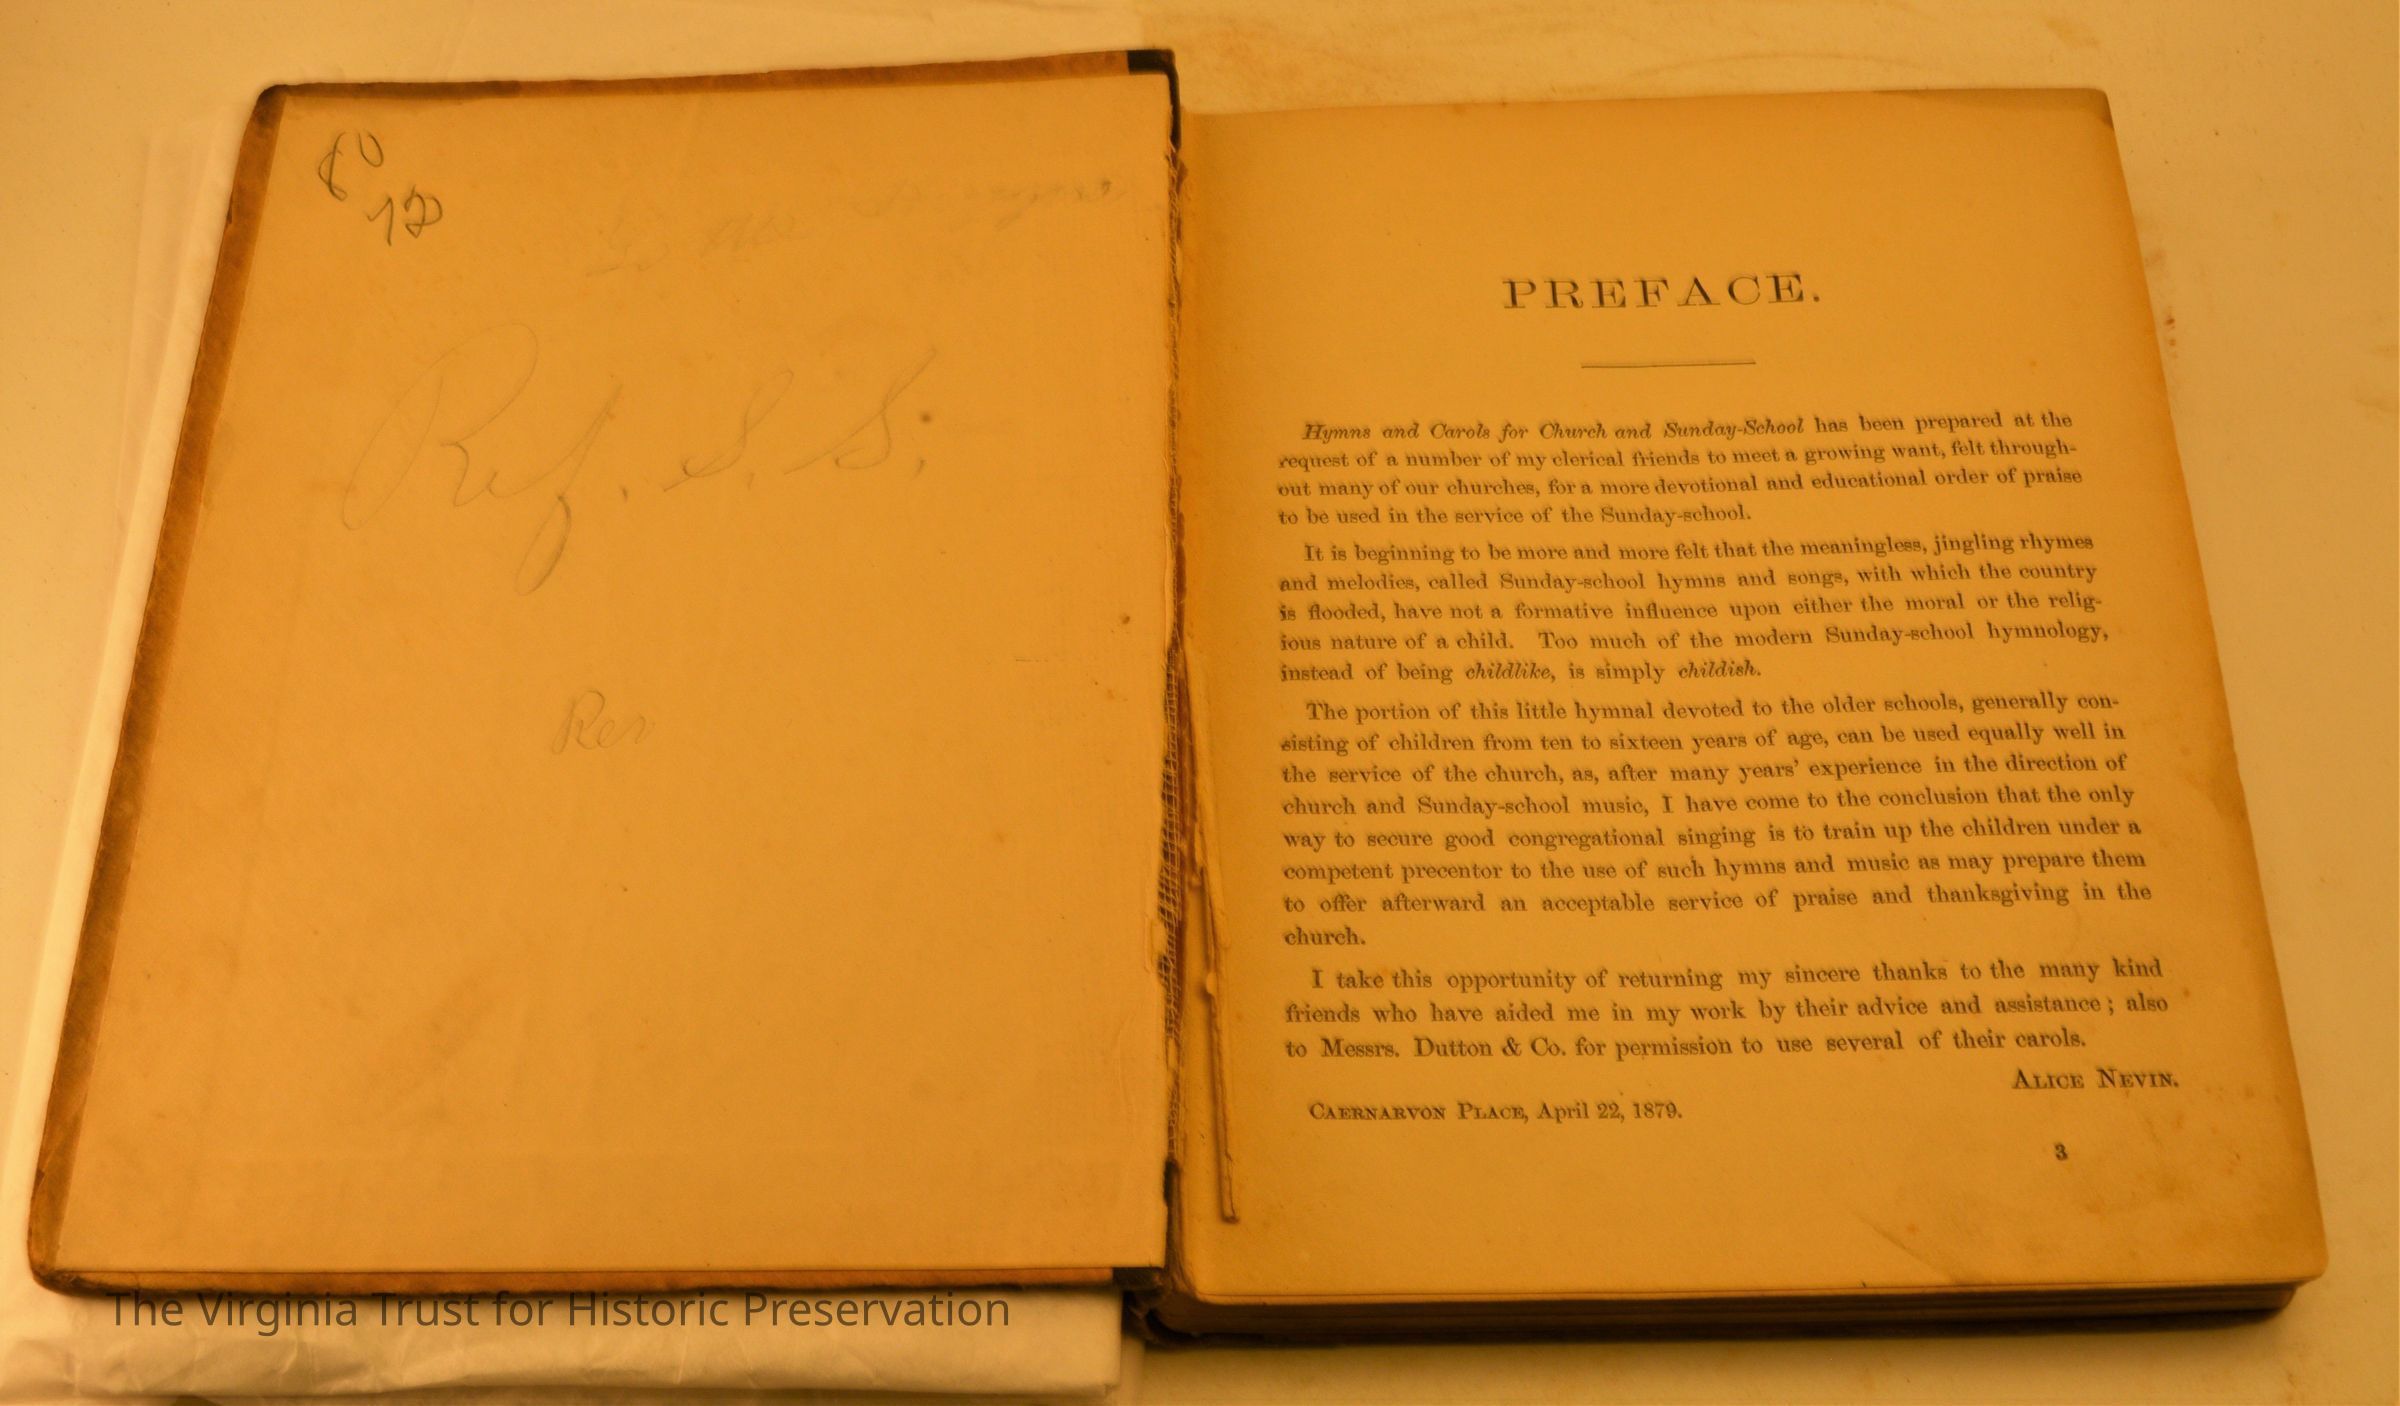 80
12
Ref. S. S.
Rev
PREFACE.
Hymns and Carols for Church and Sunday-School has been prepared at the
request of a number of my clerical friends to meet a growing want, felt through-
out many of our churches, for a more devotional and educational order of praise
to be used in the service of the Sunday-school.
It is beginning to be more and more felt that the meaningless, jingling rhymes
and melodies, called Sunday-school hymns and songs, with which the country
is flooded, have not a formative influence upon either the moral or the relig-
ious nature of a child. Too much of the modern Sunday-school hymnology,
instead of being childlike, is simply childish.
The portion of this little hymnal devoted to the older schools, generally con-
sisting of children from ten to sixteen years of age, can be used equally well in
the service of the church, as, after many years' experience in the direction of
church and Sunday-school music, I have come to the conclusion that the only
way to secure good congregational singing is to train up the children under a
competent precentor to the use of such hymns and music as may prepare them
to offer afterward an acceptable service of praise and thanksgiving in the
church.
I take this opportunity of returning my sincere thanks to the many kind
friends who have aided me in my work by their advice and assistance; also
to Messrs. Dutton & Co. for permission to use several of their carols.
ALICE NEVIN.
CAERNARVON PLACE, April 22, 1879.
3
The Virginia Trust for Historic Preservation